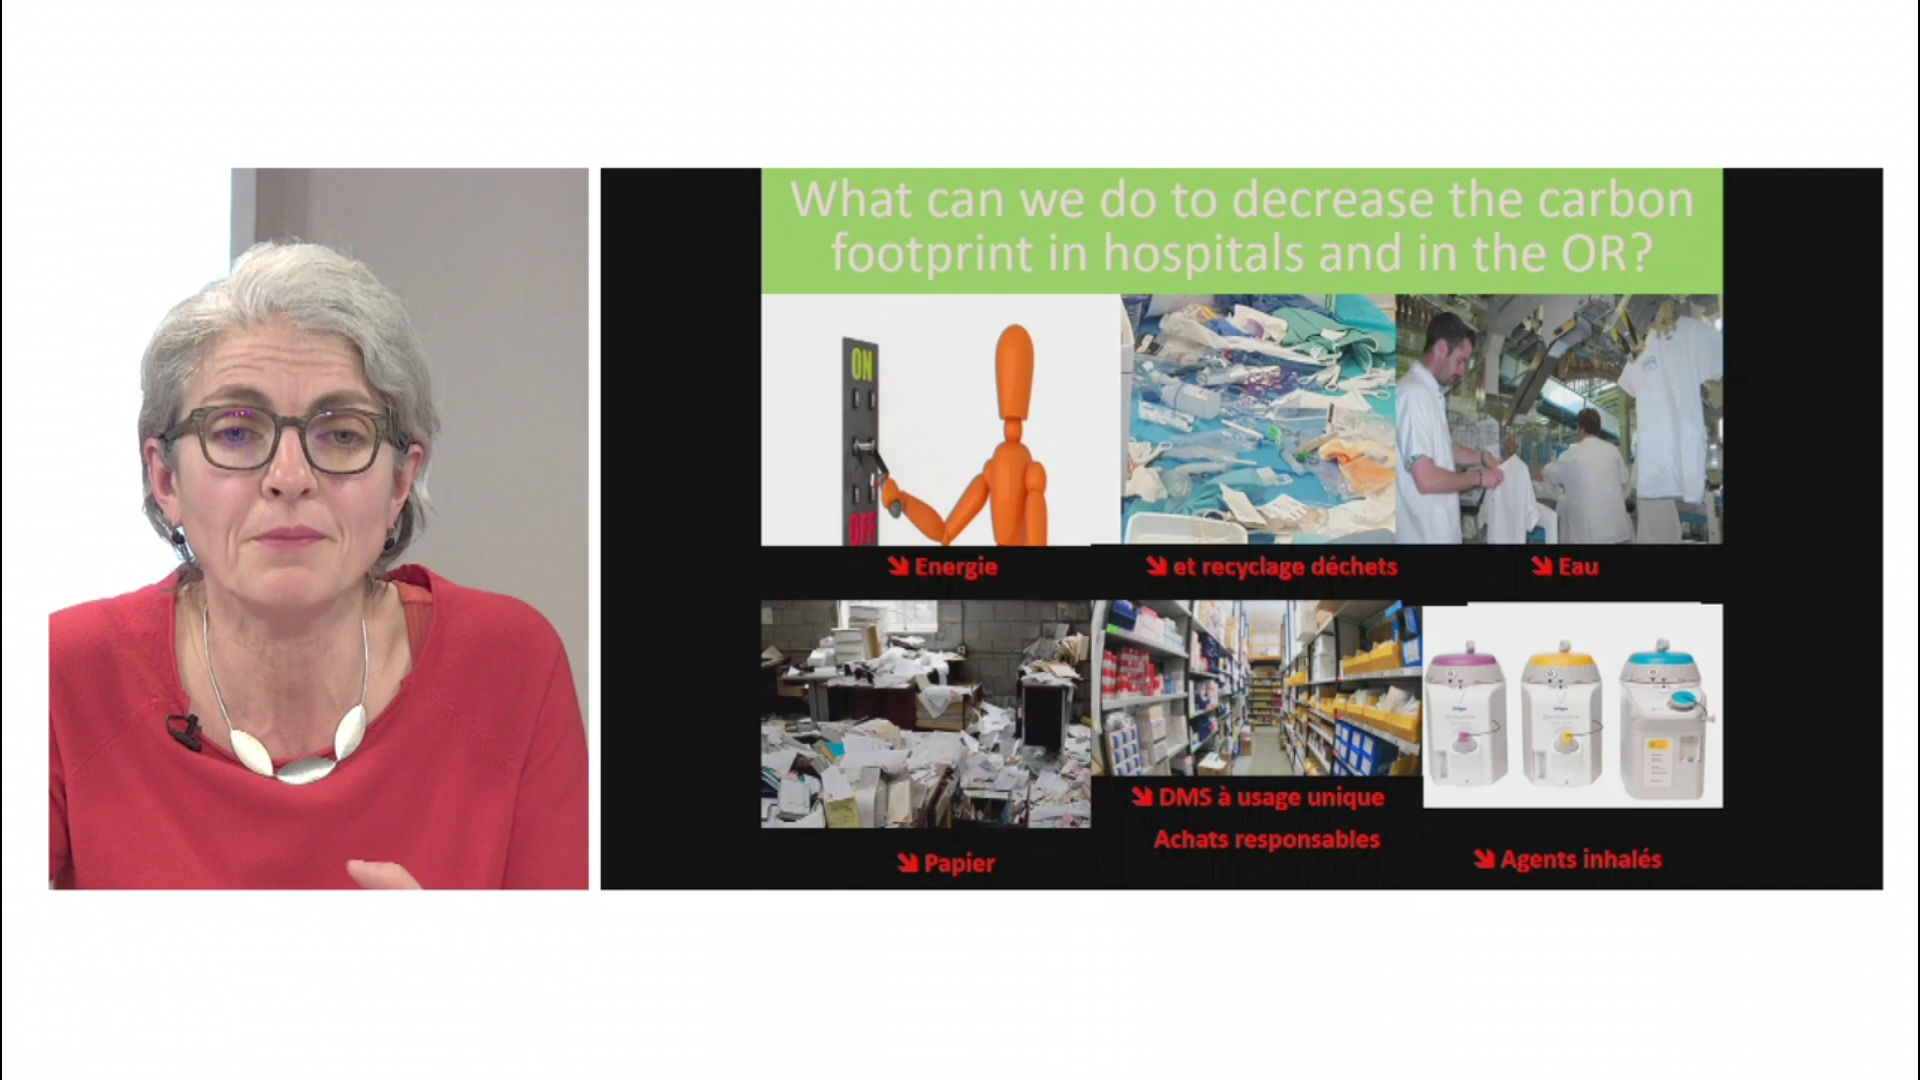 What can we do to decrease the carbon
footprint in hospitals and in the OR?
ON
OFF
Energie
et recyclage déchets
Eau
Papier
DMS à usage unique
Achats responsables
Agents inhalés